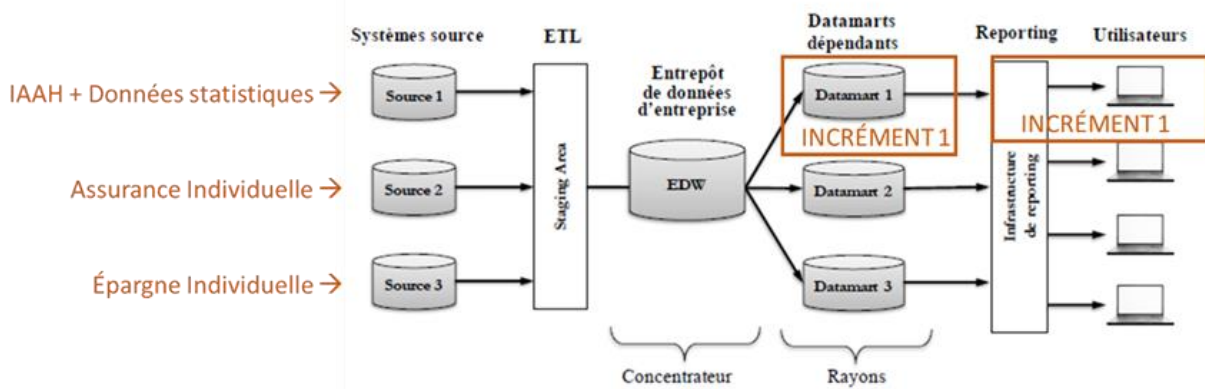 Systèmes source
ETL
Datamarts
dépendants
Reporting
Utilisateurs
IAAH + Données statistiques →
Source 1
Entrepôt
de données
d'entreprise
Datamart 1
INCRÉMENT 1
INCRÉMENT 1
Assurance Individuelle →
Source 2
Staging Area
EDW
Datamart 2
Infrastructure
de reporting
Épargne Individuelle →
Source 3
Datamart 3
Concentrateur
Rayons